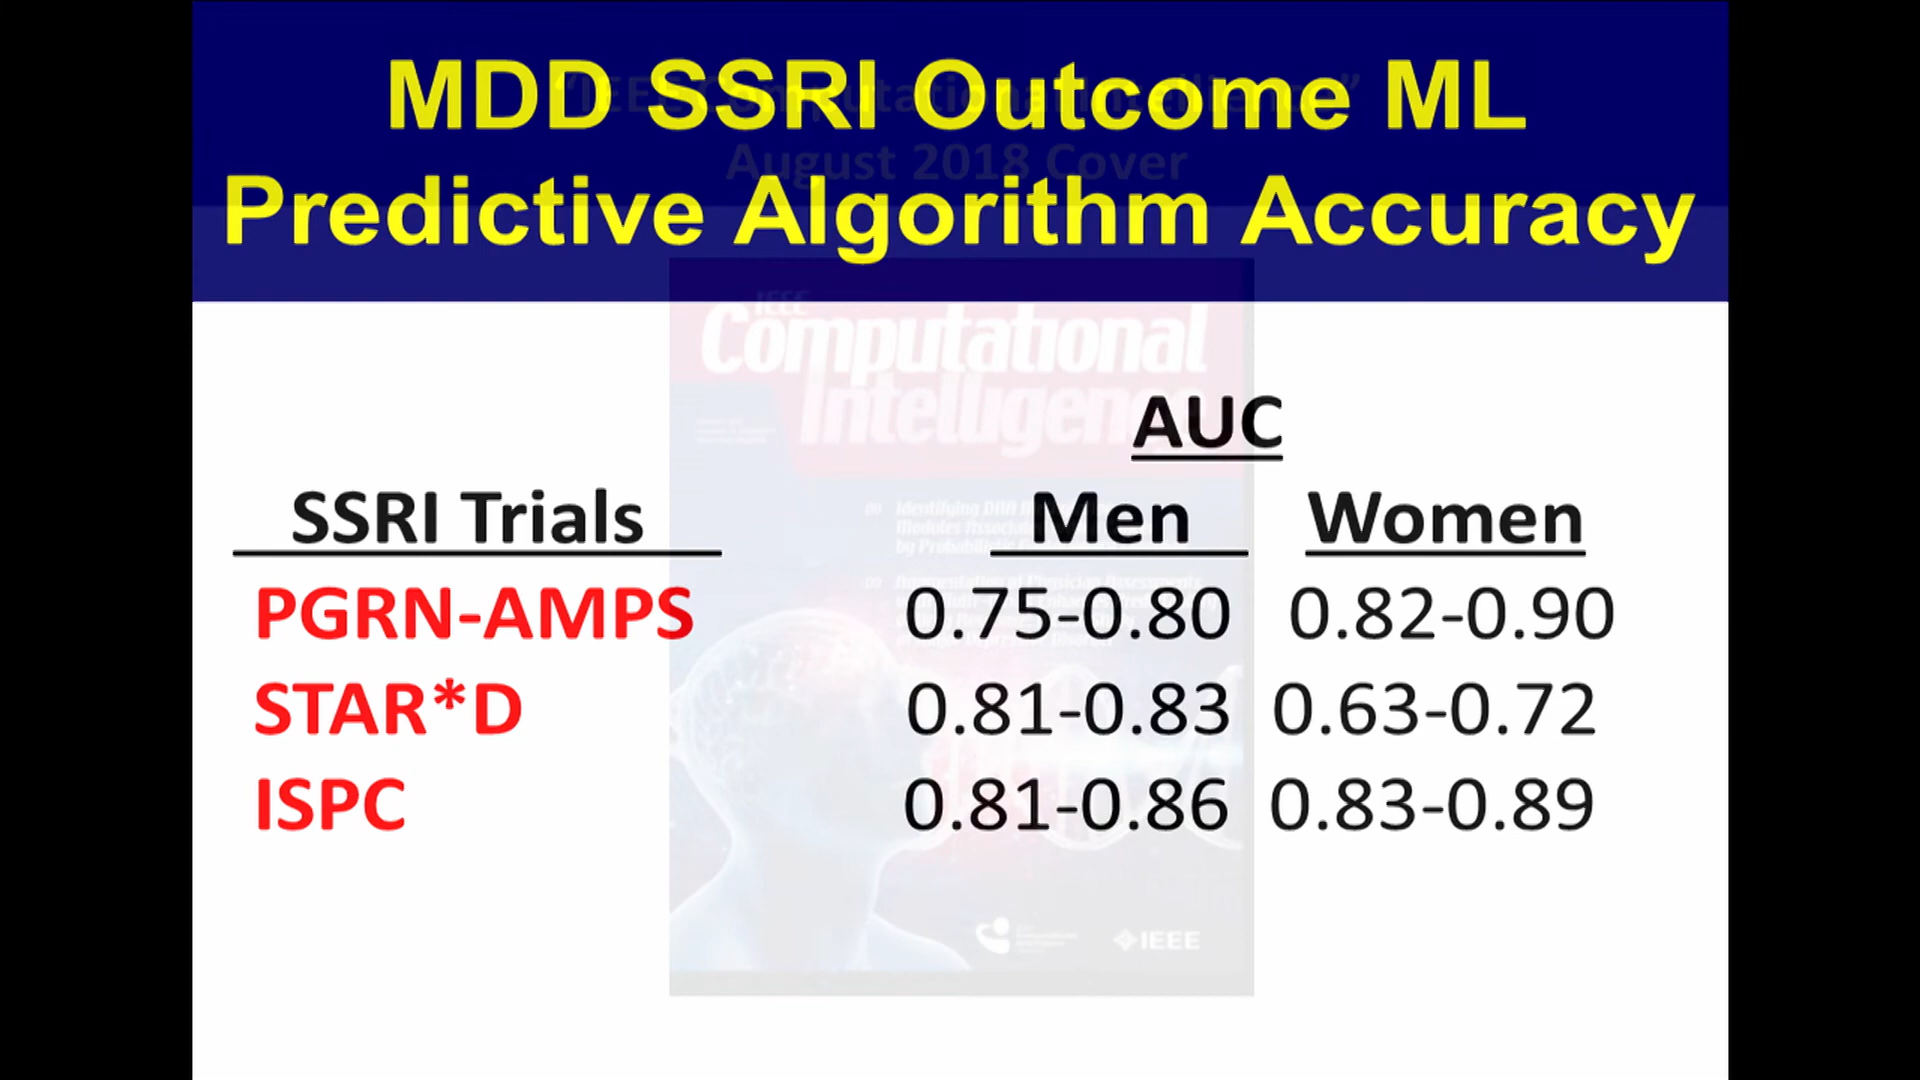 MDD SSRI Outcome ML
Predictive Algorithm Accuracy
August 2018 Cover
IEEE
Computational
Intelligence
AUC
SSRI Trials Men Women
PGRN-AMPS 0.75-0.80 0.82-0.90
STAR*D 0.81-0.83 0.63-0.72
ISPC 0.81-0.86 0.83-0.89
IEEE